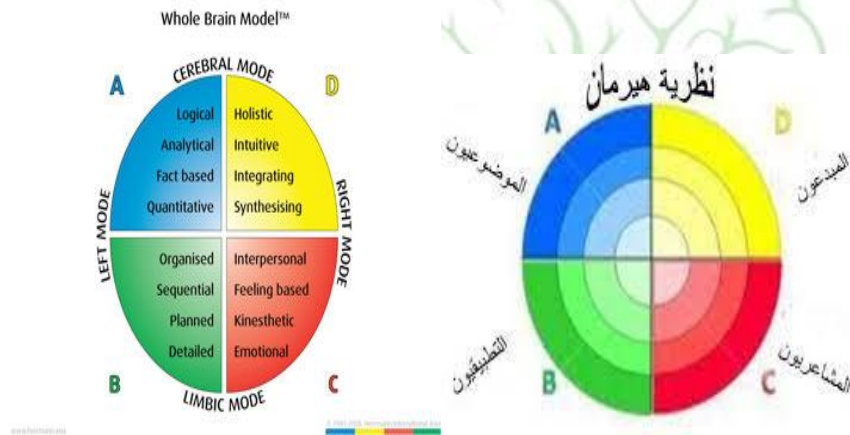 Whole Brain Model™
CEREBRAL MODE
A
D
Logical
Analytical
Fact based
Quantitative
Holistic
Intuitive
Integrating
Synthesising
LEFT MODE
RIGHT MODE
Organised
Sequential
Planned
Detailed
Interpersonal
Feeling based
Kinesthetic
Emotional
B
C
LIMBIC MODE
نظرية هيرمان
A
D
الموضوعيون
المبدعون
التطبيقيون
المشاعريون
B
C